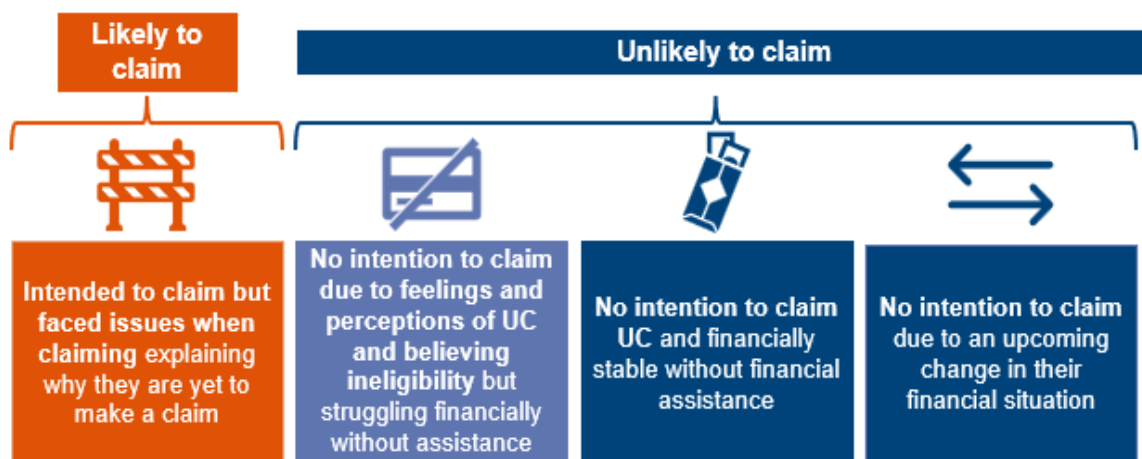 Likely to
claim
Unlikely to claim
Intended to claim but
faced issues when
claiming explaining
why they are yet to
make a claim
No intention to claim
due to feelings and
perceptions of UC
and believing
ineligibility but
struggling financially
without assistance
No intention to claim
UC and financially
stable without financial
assistance
No intention to claim
due to an upcoming
change in their
financial situation